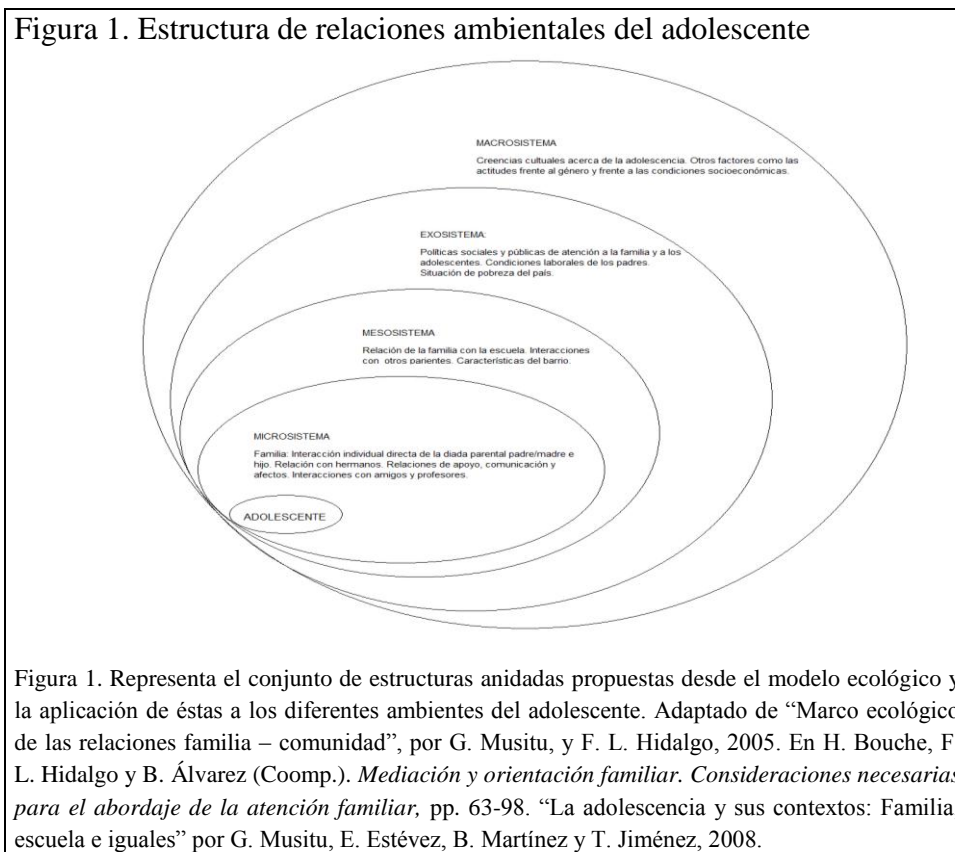 Figura 1. Estructura de relaciones ambientales del adolescente
MACROSISTEMA
Creencias cultuales acerca de la adolescencia. Otros factores como las
actitudes frente al género y frente a las condiciones socioeconómicas.
EXOSISTEMA:
Políticas sociales y públicas de atención a la familia y a los
adolescentes. Condiciones laborales de los padres.
Situación de pobreza del país.
MESOSISTEMA
Relación de la familia con la escuela. Interacciones
con otros parientes. Características del barrio.
MICROSISTEMA
Familia: Interacción individual directa de la diada parental padre/madre e
hijo. Relación con hermanos. Relaciones de apoyo, comunicación y
afectos. Interacciones con amigos y profesores.
ADOLESCENTE
Figura 1. Representa el conjunto de estructuras anidadas propuestas desde el modelo ecológico y
la aplicación de éstas a los diferentes ambientes del adolescente. Adaptado de “Marco ecológico
de las relaciones familia – comunidad”, por G. Musitu, y F. L. Hidalgo, 2005. En H. Bouche, F.
L. Hidalgo y B. Álvarez (Coomp.). Mediación y orientación familiar. Consideraciones necesarias
para el abordaje de la atención familiar, pp. 63-98. “La adolescencia y sus contextos: Familia
escuela e iguales” por G. Musitu, E. Estévez, B. Martínez y T. Jiménez, 2008.